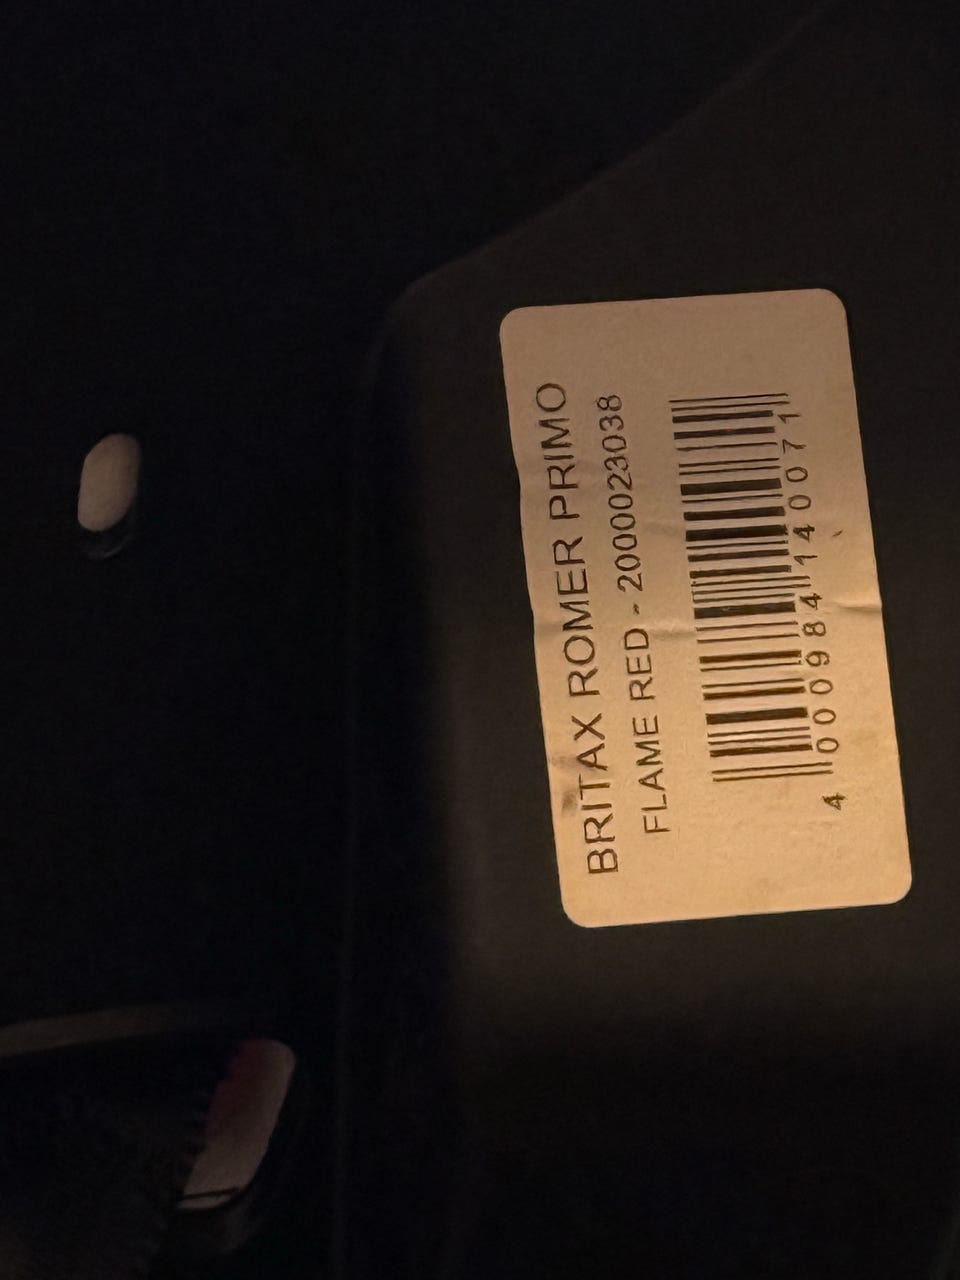 BRITAX ROMER PRIMO
FLAME RED - 2000023038
4 000984 140071